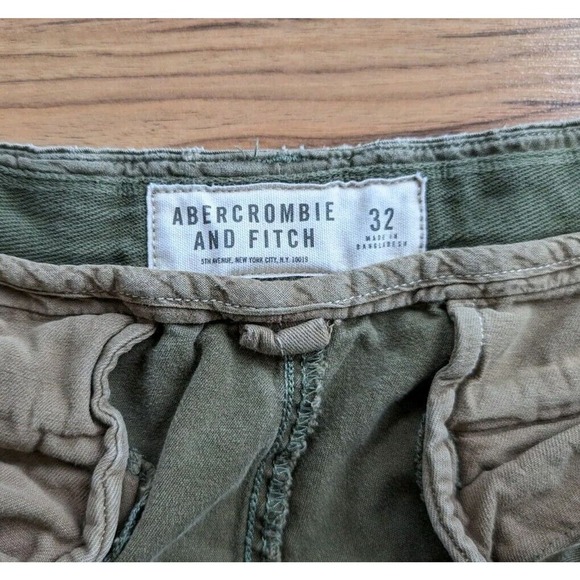 ABERCROMBIE
AND FITCH
5TH AVENUE, NEW YORK CITY, N.Y. 10019
32
MADE IN
BANGLADESH